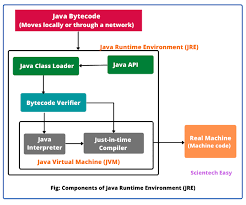 Java Bytecode
(Moves locally or through a network)
Java Runtime Environment (JRE)
Java Class Loader
Java API
Bytecode Verifier
Java
Interpreter
Just-in-time
Compiler
Java Virtual Machine (JVM)
Real Machine
(Machine code)
Scientech Easy
Fig: Components of Java Runtime Environment (JRE)